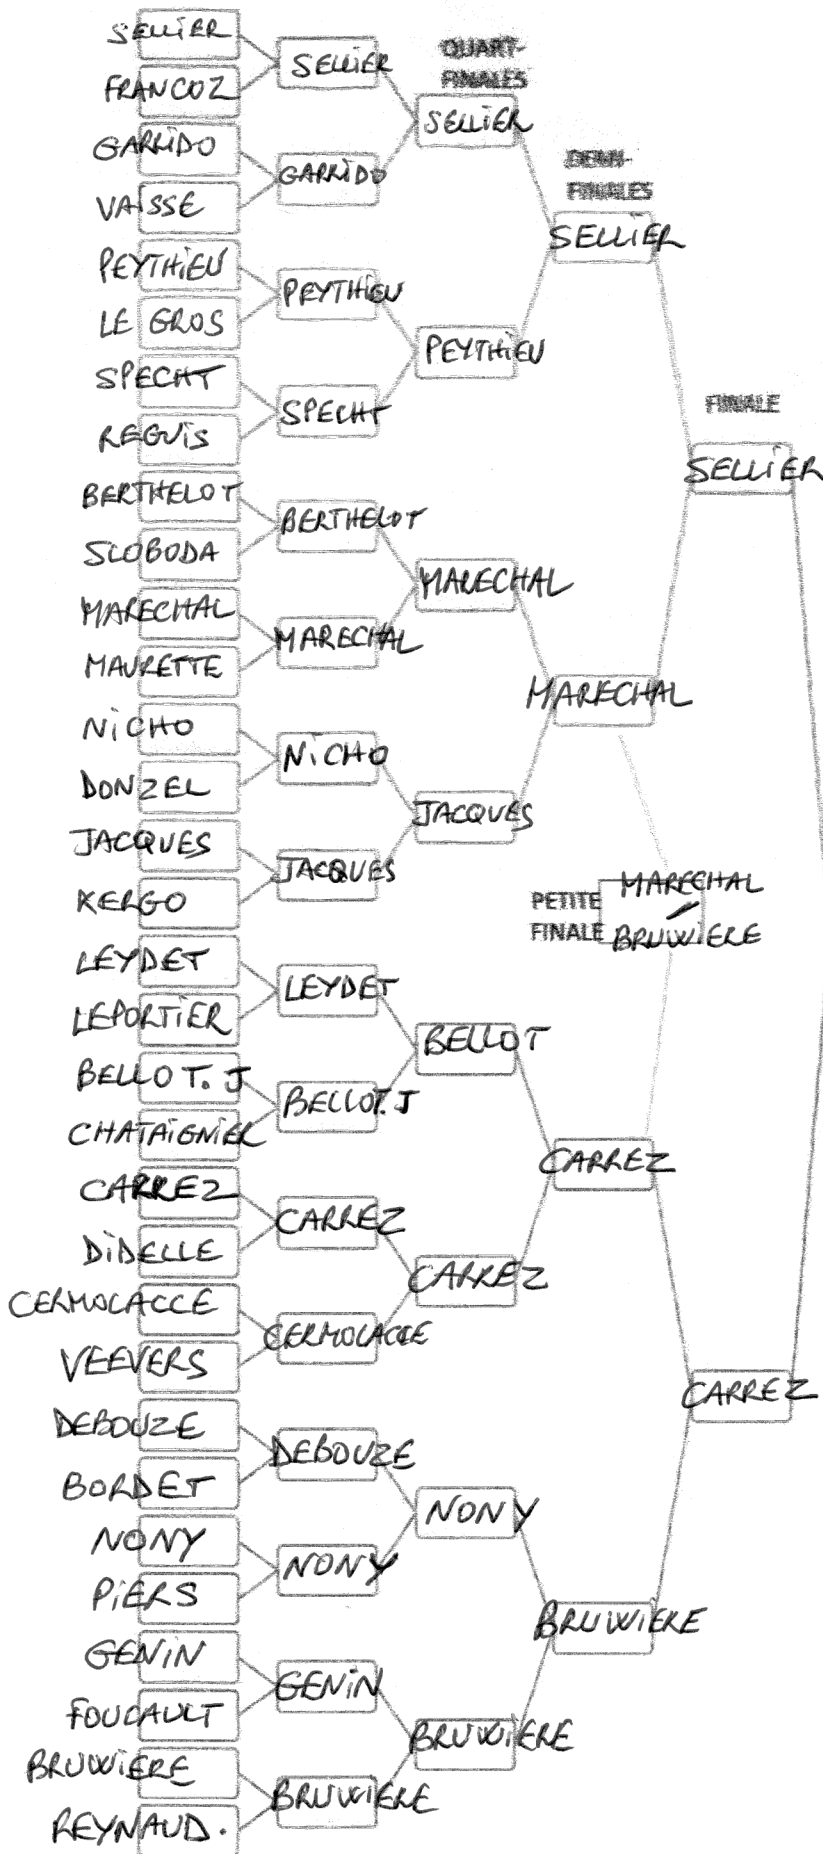 SELLIER
FRANCOZ
GARRIDO
VAISSE
PEYTHIEU
LE GROS
SPECHT
REGUIS
BERTHELOT
SLOBODA
MARECHAL
MAURETTE
NICHO
DONZEL
JACQUES
KERGO
LEYDET
LEPORTIER
BELLOT. J
CHATAIGNIER
CARREZ
DIDELLE
CERMOLACCE
VEEVERS
DEBOUZE
BORDET
NONY
PIERS
GENIN
FOUCAULT
BRUWIERE
REYNAUD.
SELLIER
GARRIDO
PEYTHIEU
SPECHT
BERTHELOT
MARECHAL
NICHO
JACQUES
LEYDET
BELLOT. J
CARREZ
CERMOLACCE
DEBOUZE
NONY
GENIN
BRUWIERE
QUART-
FINALES
SELLIER
PEYTHIEU
MARECHAL
JACQUES
BELLOT
CARREZ
NONY
BRUWIERE
DEMI-
FINALES
SELLIER
MARECHAL
CARREZ
BRUWIERE
PETITE
FINALE
MARECHAL
/
BRUWIERE
FINALE
SELLIER
CARREZ